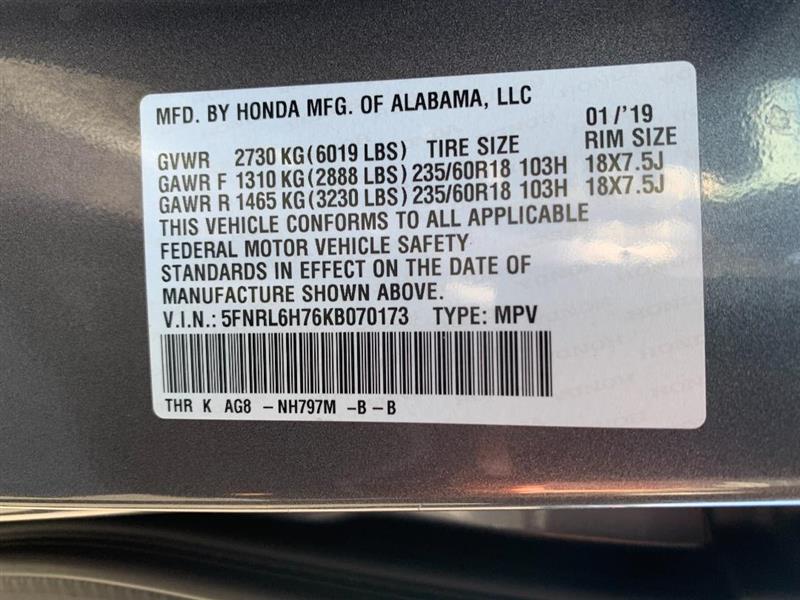 MFD. BY HONDA MFG. OF ALABAMA, LLC 01/'19
GVWR 2730 KG(6019 LBS) TIRE SIZE RIM SIZE
GAWR F 1310 KG(2888 LBS) 235/60R18 103H 18X7.5J
GAWR R 1465 KG(3230 LBS) 235/60R18 103H 18X7.5J
THIS VEHICLE CONFORMS TO ALL APPLICABLE
FEDERAL MOTOR VEHICLE SAFETY
STANDARDS IN EFFECT ON THE DATE OF
MANUFACTURE SHOWN ABOVE.
V.I.N.: 5FNRL6H76KB070173 TYPE: MPV
THR K AG8 -NH797M -B -B